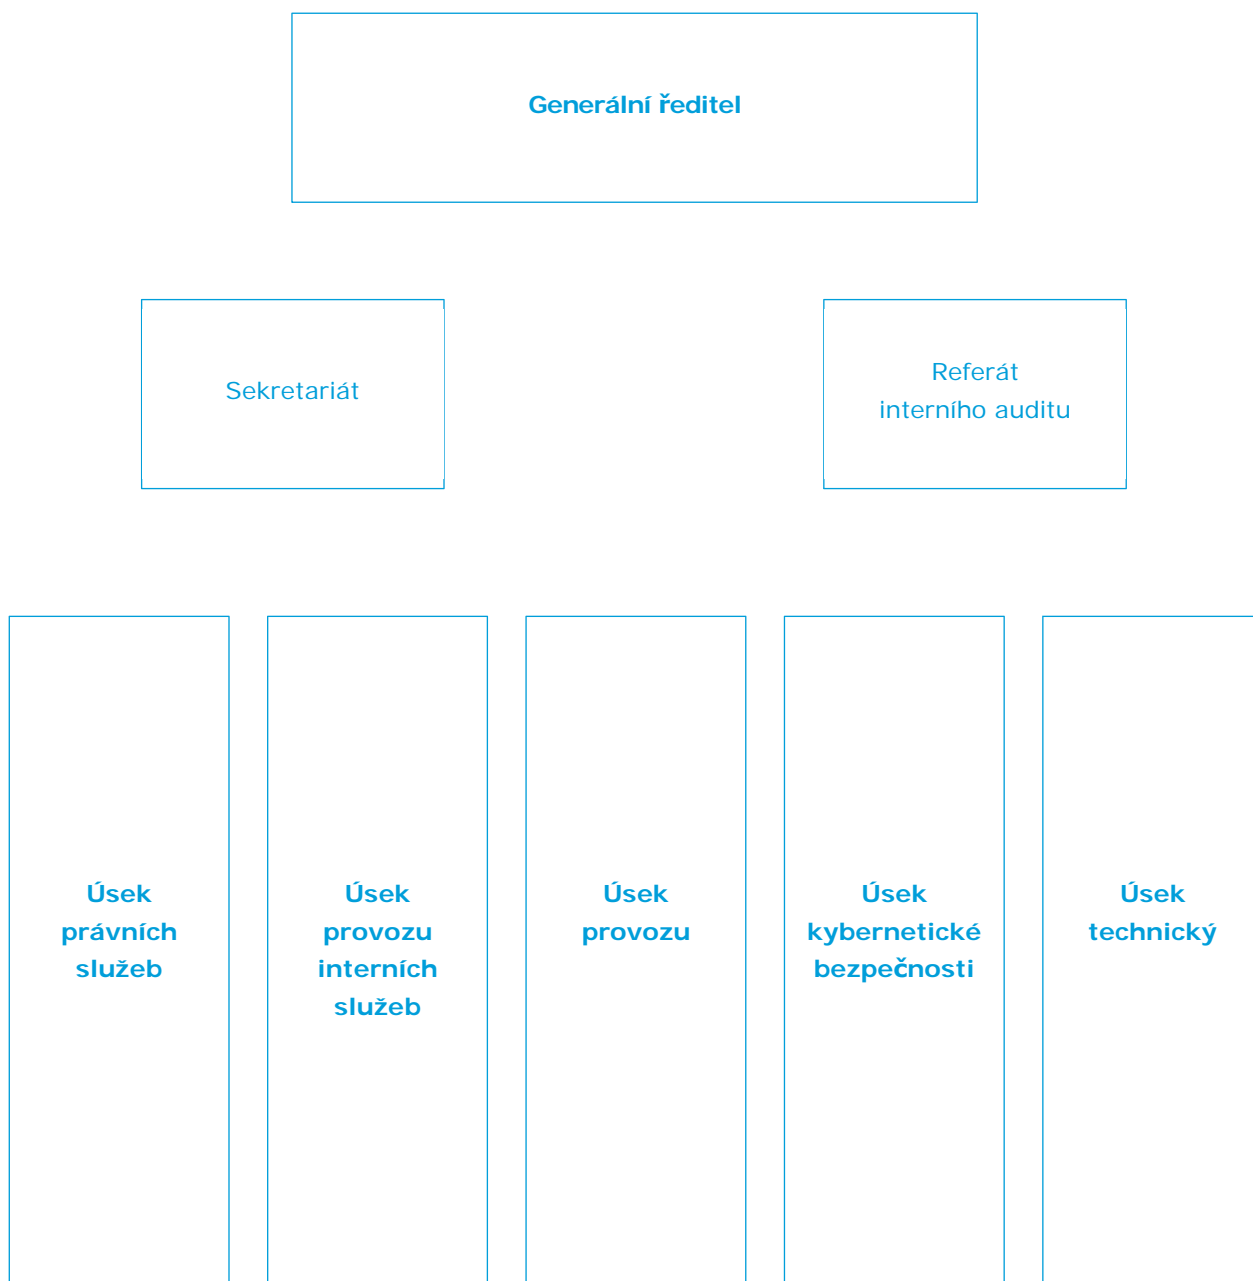 Generální ředitel
Sekretariát
Referát
interního auditu
Úsek
právních
služeb
Úsek
provozu
interních
služeb
Úsek
provozu
Úsek
kybernetické
bezpečnosti
Úsek
technický